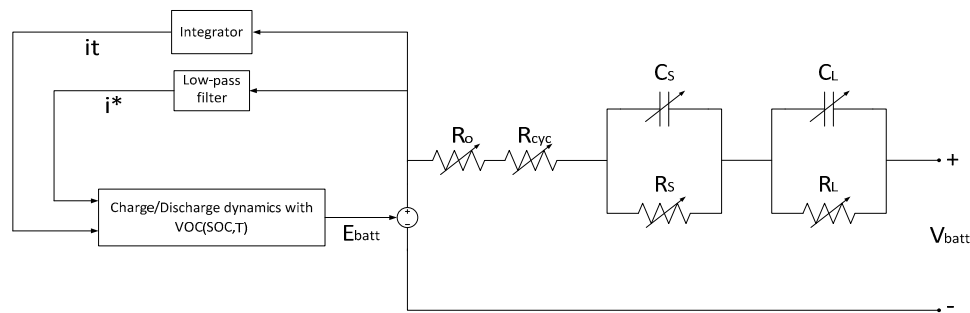 Integrator
it
Low-pass
filter
i*
Charge/Discharge dynamics with
VOC(SOC,T)
Ebatt
+
-
Ro
Rcyc
CS
RS
CL
RL
+
Vbatt
-